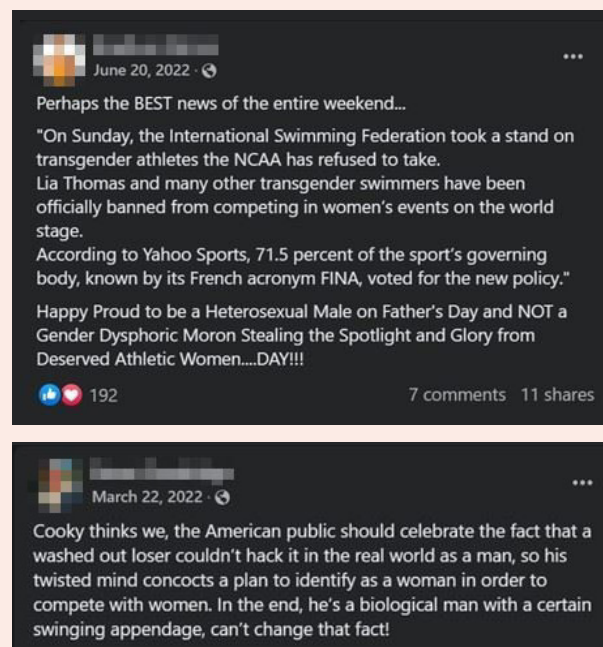 June 20, 2022
Perhaps the BEST news of the entire weekend...
"On Sunday, the International Swimming Federation took a stand on
transgender athletes the NCAA has refused to take.
Lia Thomas and many other transgender swimmers have been
officially banned from competing in women's events on the world
stage.
According to Yahoo Sports, 71.5 percent of the sport's governing
body, known by its French acronym FINA, voted for the new policy."
Happy Proud to be a Heterosexual Male on Father's Day and NOT a
Gender Dysphoric Moron Stealing the Spotlight and Glory from
Deserved Athletic Women....DAY!!!
192 7 comments 11 shares
March 22, 2022
Cooky thinks we, the American public should celebrate the fact that a
washed out loser couldn't hack it in the real world as a man, so his
twisted mind concocts a plan to identify as a woman in order to
compete with women. In the end, he's a biological man with a certain
swinging appendage, can't change that fact!